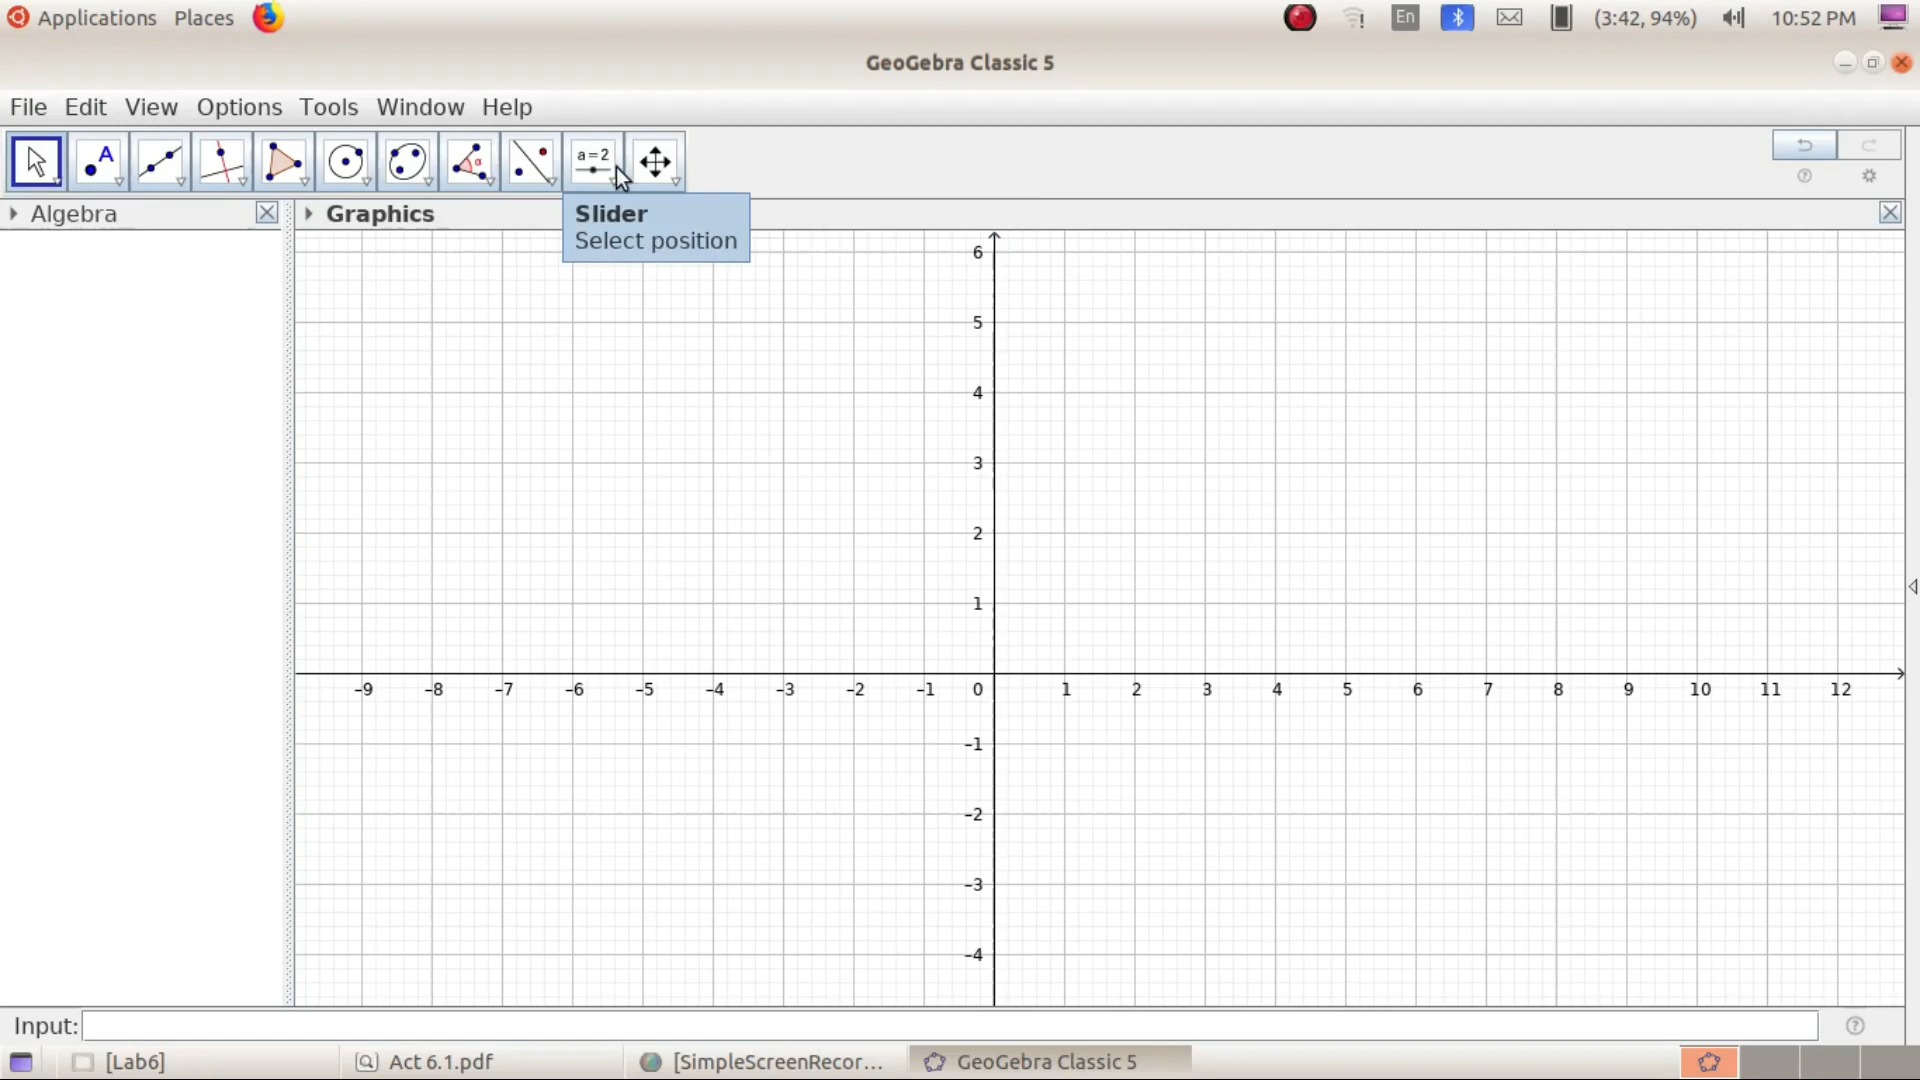 Applications Places
En (3:42, 94%) 10:52 PM
GeoGebra Classic 5
File Edit View Options Tools Window Help
A
α
a=2
Algebra
Graphics
Slider
Select position
6
5
4
3
2
1
–9 –8 –7 –6 –5 –4 –3 –2 –1 0 1 2 3 4 5 6 7 8 9 10 11 12
–1
–2
–3
–4
Input:
[Lab6] Act 6.1.pdf [SimpleScreenRecor... GeoGebra Classic 5